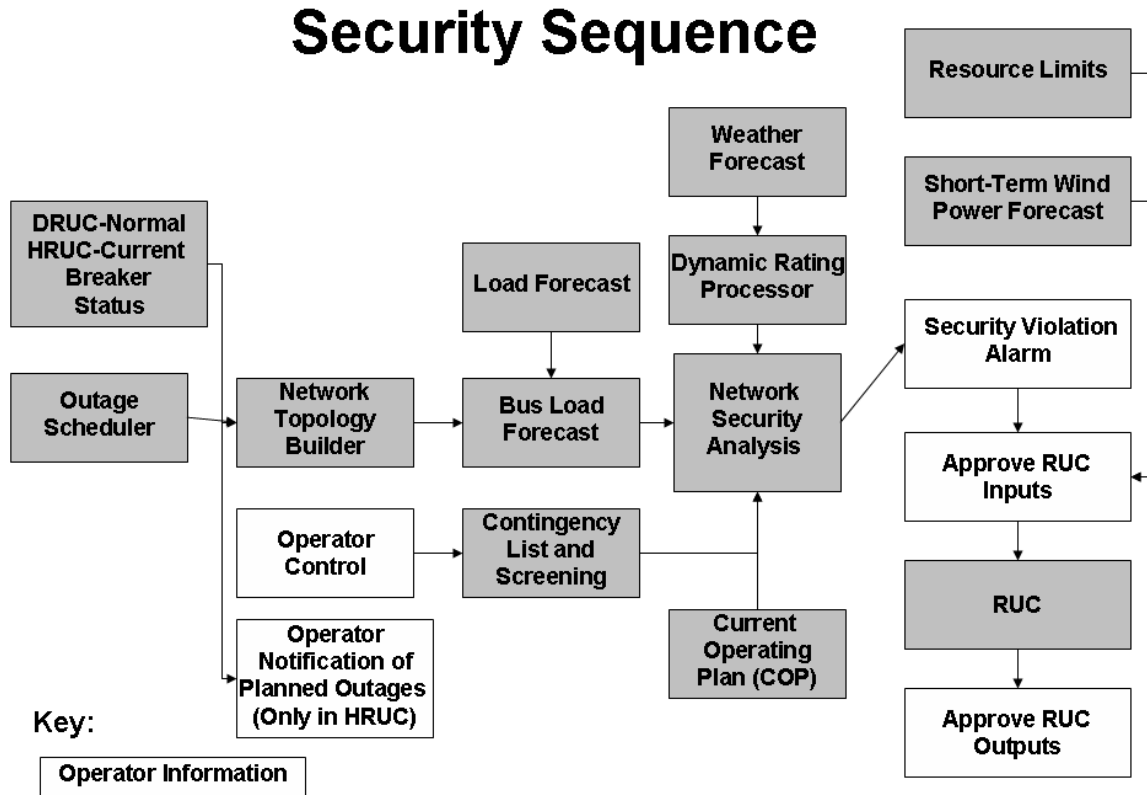 Security Sequence
Resource Limits
Weather
Forecast
Short-Term Wind
Power Forecast
DRUC-Normal
HRUC-Current
Breaker
Status
Load Forecast
Dynamic Rating
Processor
Security Violation
Alarm
Outage
Scheduler
Network
Topology
Builder
Bus Load
Forecast
Network
Security
Analysis
Approve RUC
Inputs
Operator
Control
Contingency
List and
Screening
RUC
Operator
Notification of
Planned Outages
(Only in HRUC)
Current
Operating
Plan (COP)
Approve RUC
Outputs
Key:
Operator Information